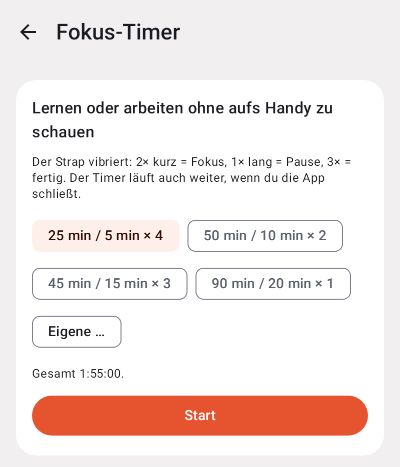 Fokus-Timer
Lernen oder arbeiten ohne aufs Handy zu
schauen
Der Strap vibriert: 2× kurz = Fokus, 1× lang = Pause, 3× =
fertig. Der Timer läuft auch weiter, wenn du die App
schließt.
25 min / 5 min × 4
50 min / 10 min × 2
45 min / 15 min × 3
90 min / 20 min × 1
Eigene …
Gesamt 1:55:00.
Start